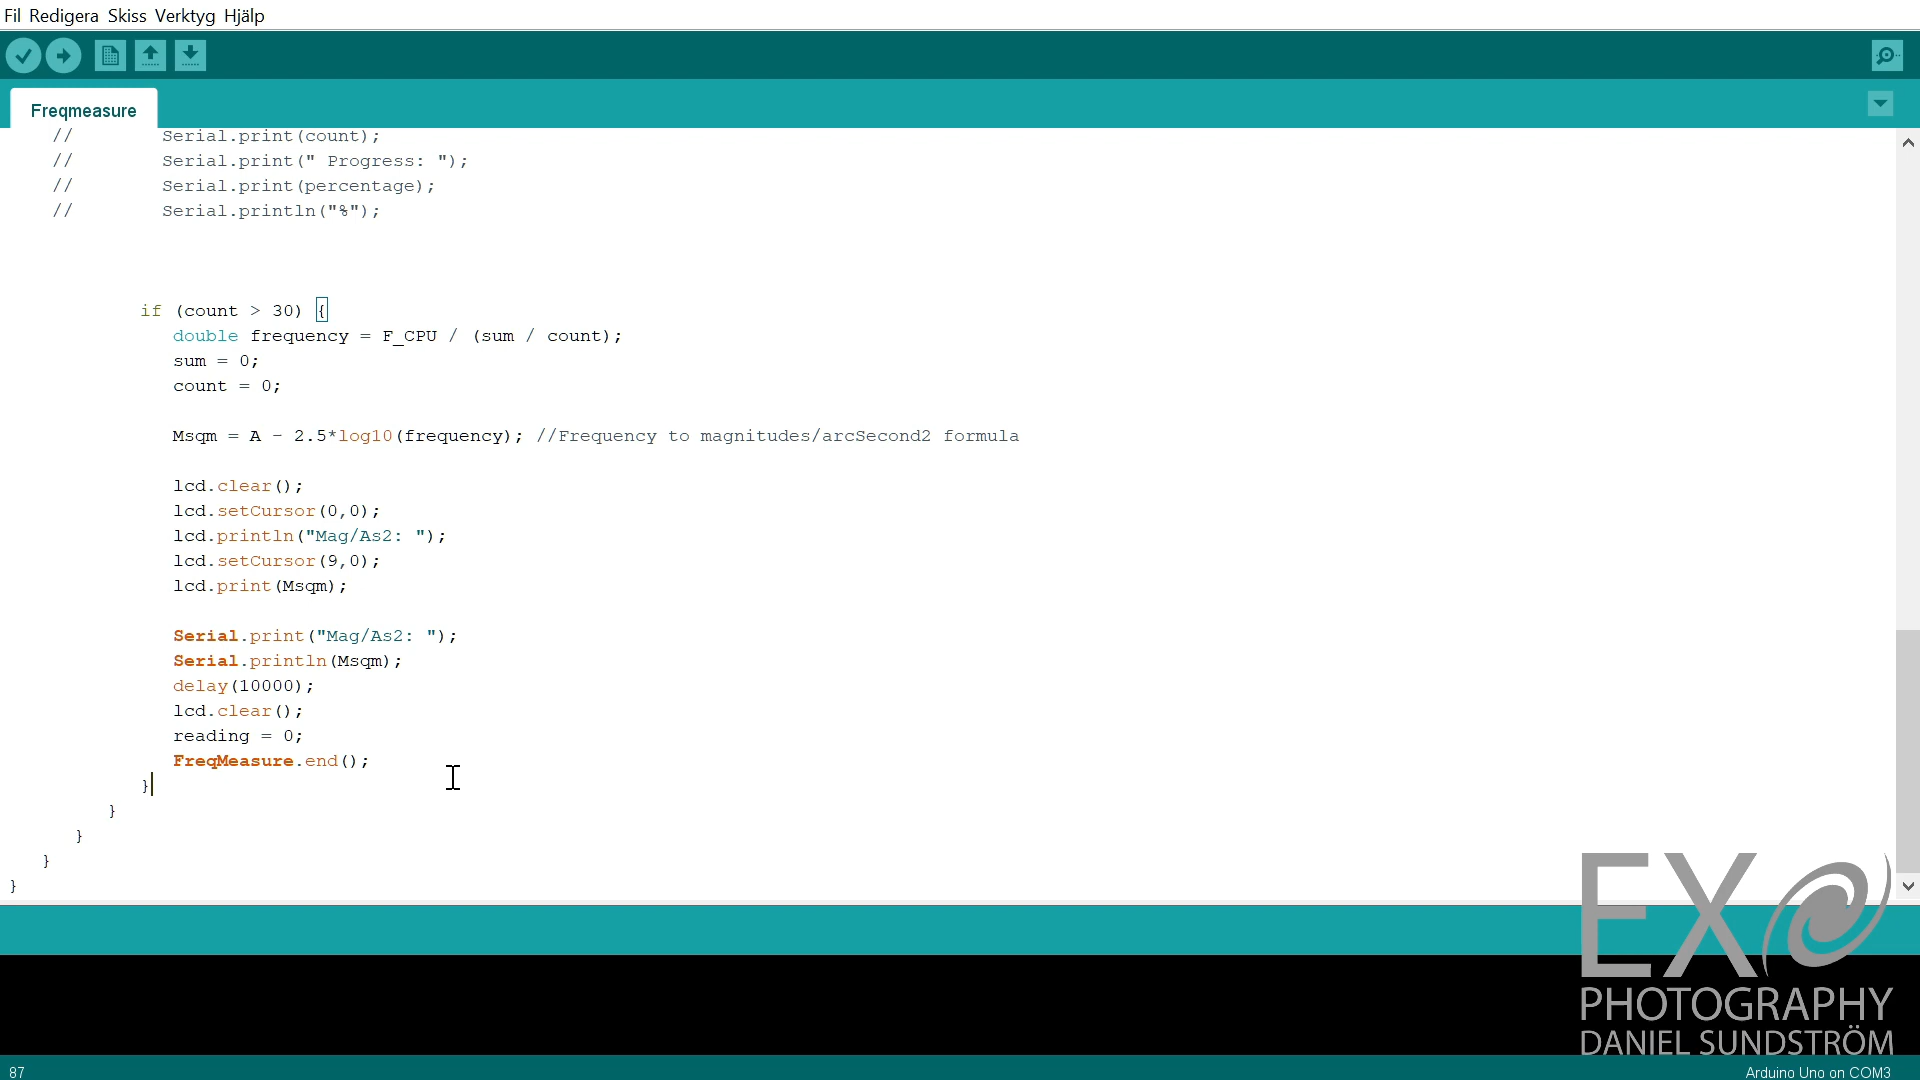 Fil Redigera Skiss Verktyg Hjälp
Freqmeasure
// Serial.print(count);
// Serial.print(" Progress: ");
// Serial.print(percentage);
// Serial.println("%");
if (count > 30) {
double frequency = F_CPU / (sum / count);
sum = 0;
count = 0;
Msqm = A - 2.5*log10(frequency); //Frequency to magnitudes/arcSecond2 formula
lcd.clear();
lcd.setCursor(0,0);
lcd.println("Mag/As2: ");
lcd.setCursor(9,0);
lcd.print(Msqm);
Serial.print("Mag/As2: ");
Serial.println(Msqm);
delay(10000);
lcd.clear();
reading = 0;
FreqMeasure.end();
}
}
}
}
}
EX
PHOTOGRAPHY
DANIEL SUNDSTRÖM
87
Arduino Uno on COM3